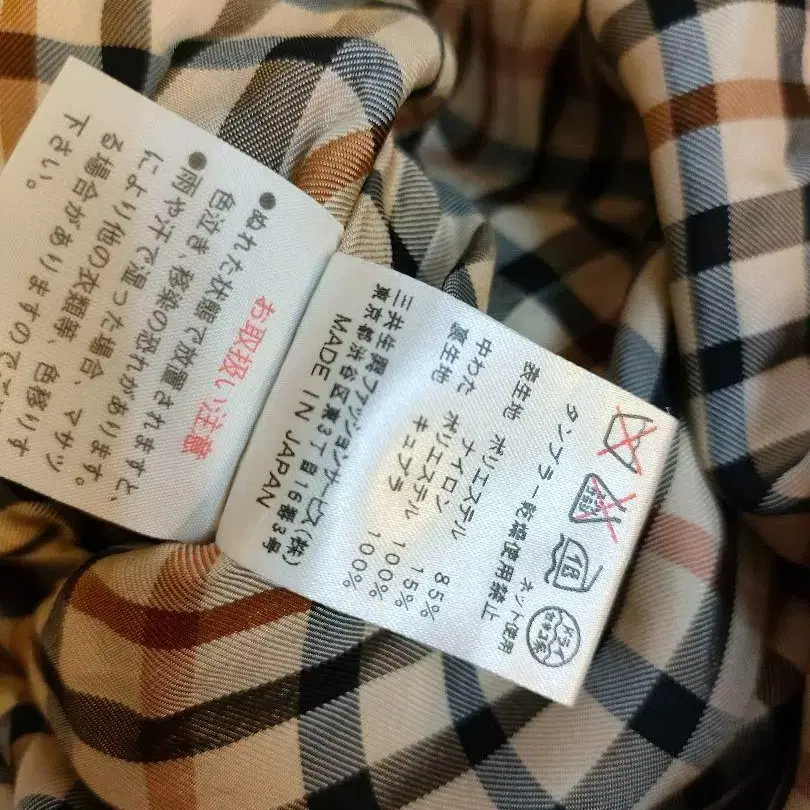 ドライ
セキユ系
ネット使用
タンブラー乾燥使用禁止
表生地 ポリエステル 85%
ナイロン 15%
中わた ポリエステル 100%
裏生地 キュプラ 100%
三共生興ファッションサービス(株)
東京都渋谷区東3丁目16番3号
MADE IN JAPAN
お取扱い注意
●ぬれた状態で放置されますと、
色泣き、移染の恐れがあります。
●雨や汗で湿った場合、マサツ
により他の衣類等、色移りす
る場合がありますので
下さい。